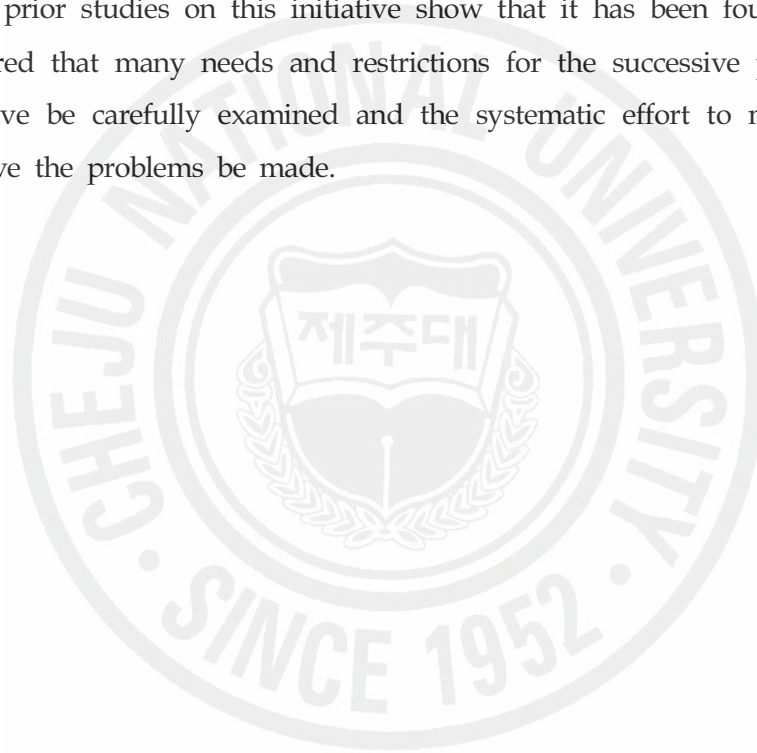 prior studies on this initiative show that it has been fou
red that many needs and restrictions for the successive p
ve be carefully examined and the systematic effort to
ve the problems be made.
CHEJU NATIONAL UNIVERSITY
제주대
· SINCE 1952 ·